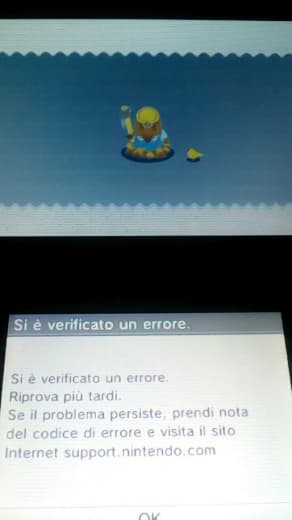 Si è verificato un errore.
Si è verificato un errore.
Riprova più tardi.
Se il problema persiste, prendi nota
del codice di errore e visita il sito
Internet support.nintendo.com
OK